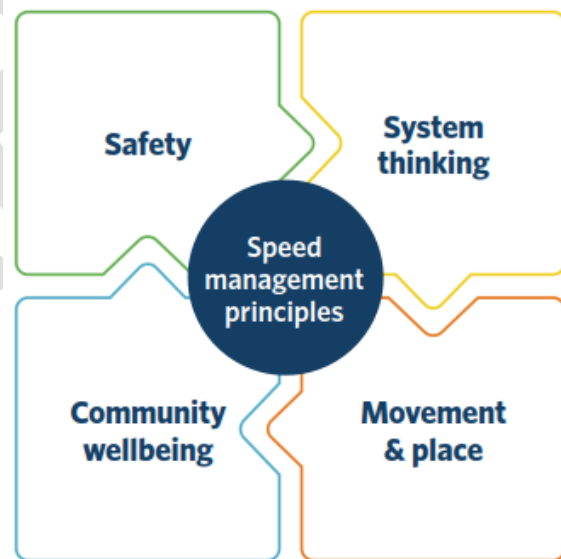 Safety
System
thinking
Speed
management
principles
Community
wellbeing
Movement
& place